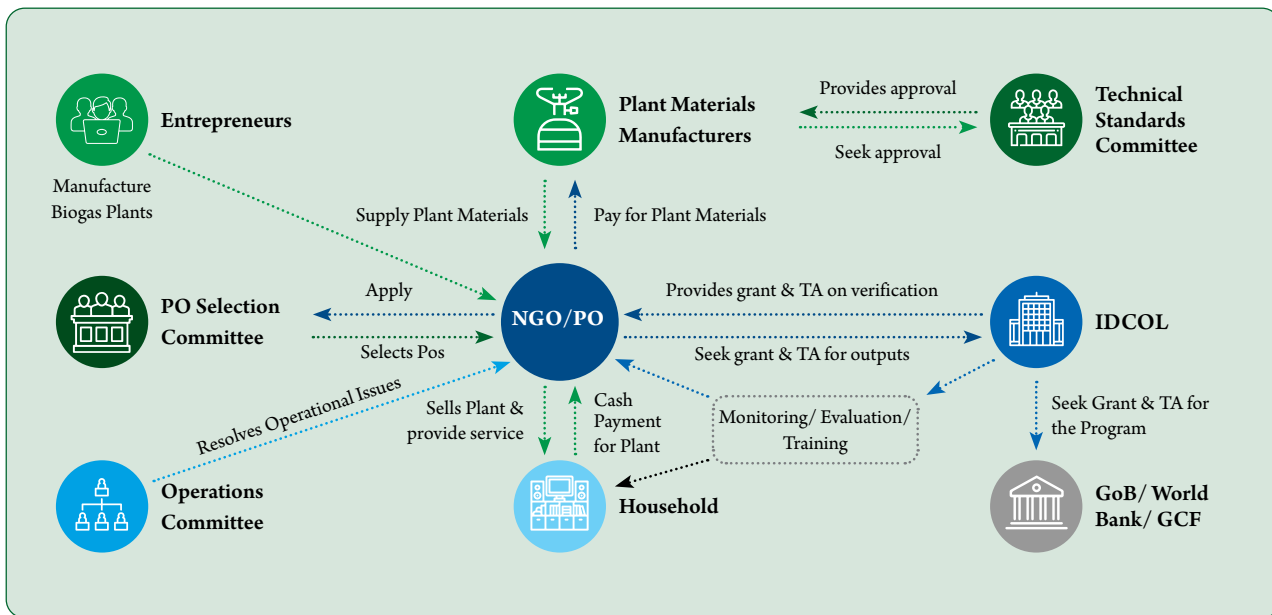 Entrepreneurs
Manufacture
Biogas Plants
Plant Materials
Manufacturers
Provides approval
Seek approval
Technical
Standards
Committee
Supply Plant Materials
Pay for Plant Materials
PO Selection
Committee
Apply
Selects Pos
NGO/PO
Provides grant & TA on verification
Seek grant & TA for outputs
IDCOL
Resolves Operational Issues
Sells Plant &
provide service
Cash
Payment
for Plant
Monitoring/ Evaluation/
Training
Seek Grant & TA for
the Program
Operations
Committee
Household
GoB/ World
Bank/ GCF